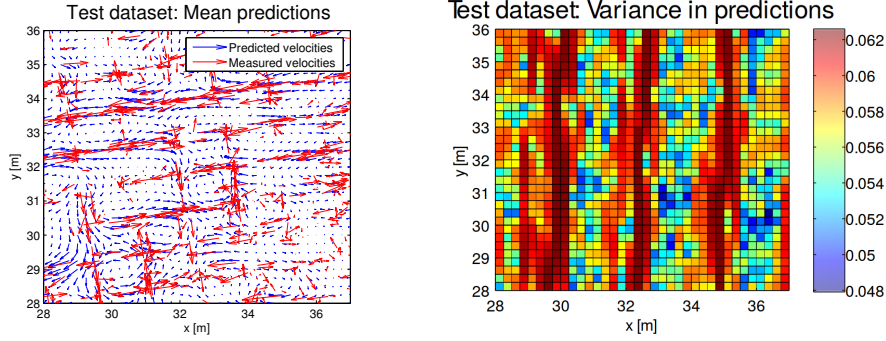 Test dataset: Mean predictions
Predicted velocities
Measured velocities
36
35
34
33
32
31
30
29
28
y [m]
28 30 32 34 36
x [m]
Test dataset: Variance in predictions
36
35
34
33
32
31
30
29
28
y [m]
28 30 32 34 36
x [m]
0.062
0.06
0.058
0.056
0.054
0.052
0.05
0.048